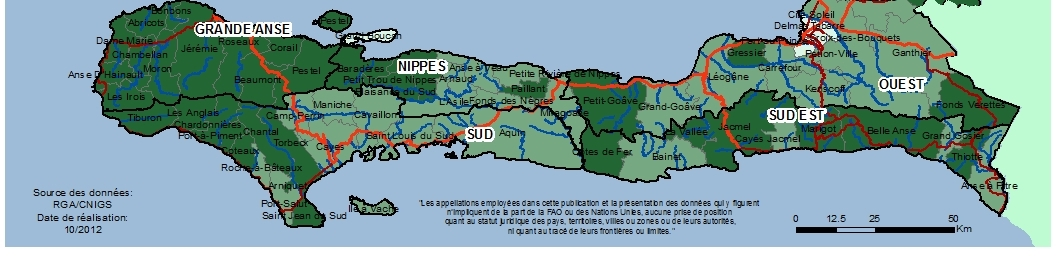 Bonbons
Abricots
Pestel
Cité Soleil
Delmas Tabarre
GRANDE ANSE
Grand Boucan
Dame Marie
Roseaux
Croix-des-Bouquets
Chambellan
Jérémie
Corail
Gressier
Pétion-Ville
Ganthier
Moron
NIPPES
Anse D'Hainault
Pestel
Baradères
Petite Rivière de Nippes
Carrefour
Beaumont
Petit Trou de Nippes
Arnaud
Léogâne
OUEST
Plaisance du Sud
Paillant
Kenscoff
Les Irois
Maniche
L'Asile
Fonds des Nègres
Petit-Goâve
Grand-Goâve
Fonds Verettes
Tiburon
Les Anglais
Camp Perrin
Cavaillon
Miragoane
SUD EST
Chardonnières
Port-à-Piment
Chantal
Saint Louis du Sud
SUD
Aquin
La Vallée
Jacmel
Marigot
Belle Anse
Grand Gosier
Coteaux
Torbeck
Cayes
Cayes Jacmel
Côtes de Fer
Bainet
Thiotte
Roche-à-Bâteaux
Arniquet
Anse à Pitre
Source des données:
RGA/CNIGS
Date de réalisation:
10/2012
Port-Salut
Saint Jean du Sud
Ile à Vache
"Les appellations employées dans cette publication et la présentation des données qui y figurent
n'impliquent de la part de la FAO ou des Nations Unies, aucune prise de position
quant au statut juridique des pays, territoires, villes ou zones ou de leurs autorités,
ni quant au tracé de leurs frontières ou limites."
0 12.5 25 50
Km